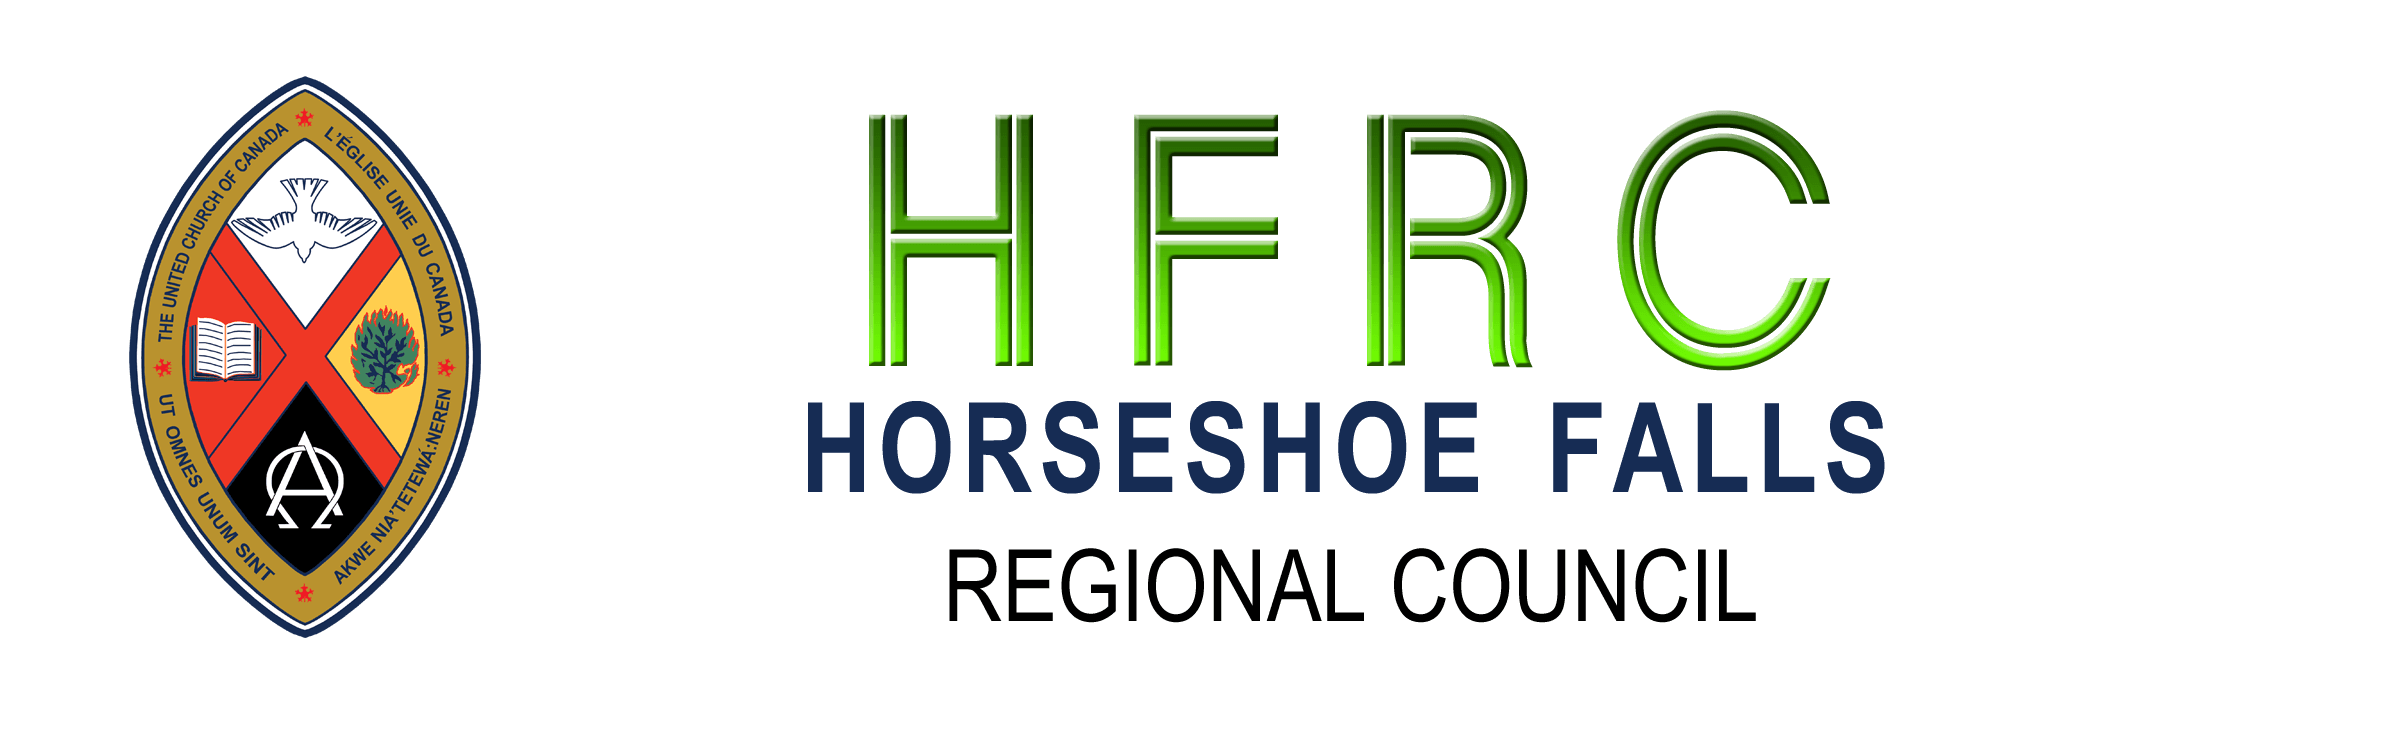 THE UNITED CHURCH OF CANADA
L'ÉGLISE UNIE DU CANADA
UT OMNES UNUM SINT
AKWE NIA'TETEWÁ:NEREN
ΑΩ
HFRC
HORSESHOE FALLS
REGIONAL COUNCIL